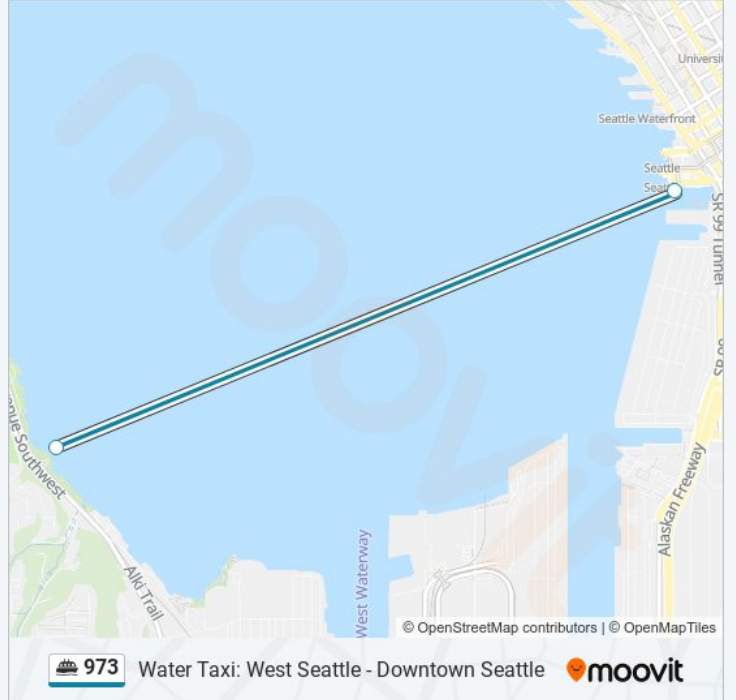 Universi
Seattle Waterfront
Seattle
Seat
SR 99 Tunnel
enue Southwest
Alki Trail
West Waterway
Alaskan Freeway
moovit
© OpenStreetMap contributors | © OpenMapTiles
973 Water Taxi: West Seattle - Downtown Seattle moovit